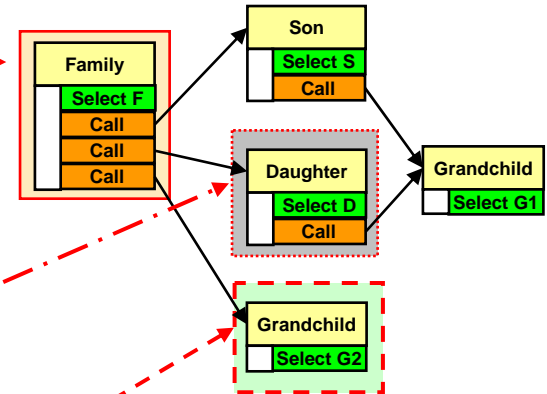 Family
Select F
Call
Call
Call
Son
Select S
Call
Daughter
Select D
Call
Grandchild
Select G2
Grandchild
Select G1